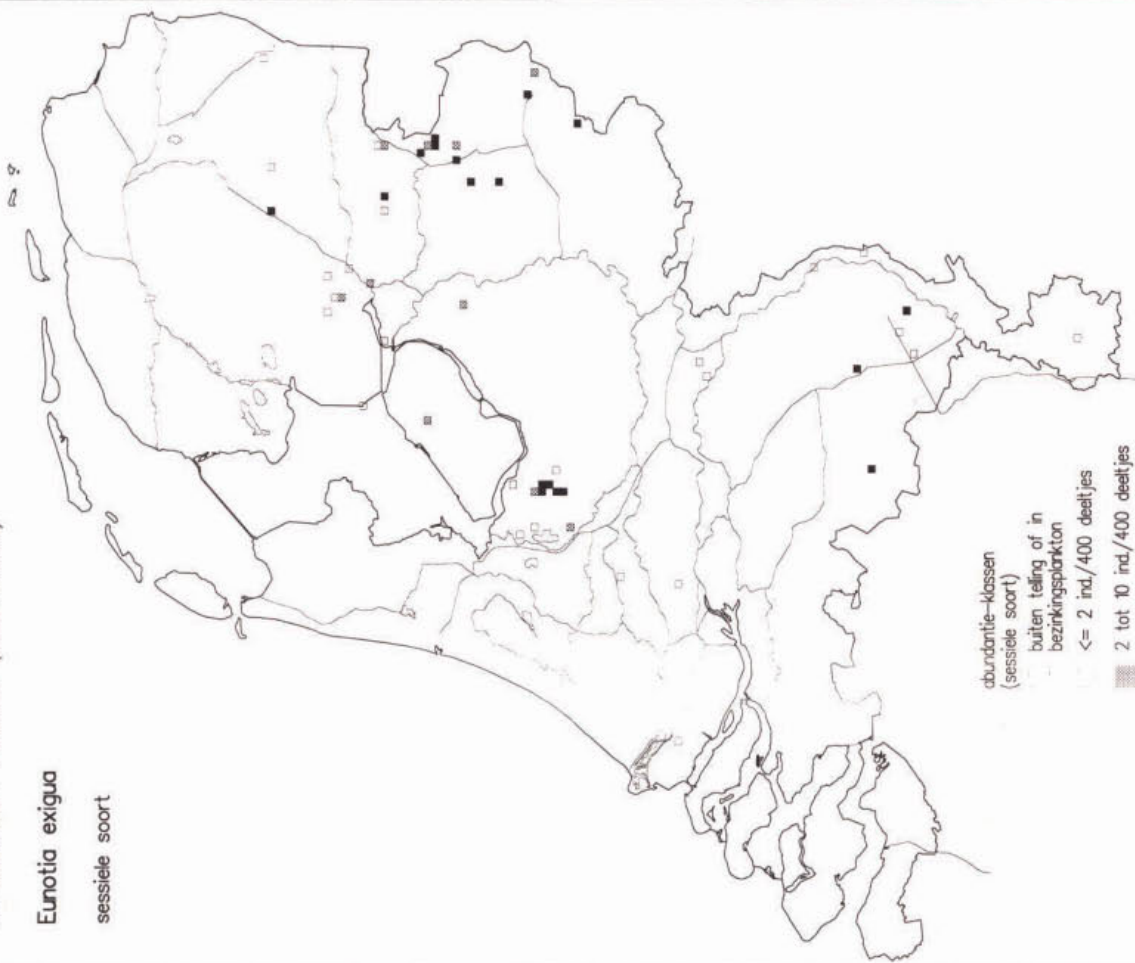 Eunotia exigua
sessiele soort
abundantie-klassen
(sessiele soort)
buiten telling of in
bezinkingsplankton
<= 2 ind./400 deeltjes
2 tot 10 ind./400 deeltjes